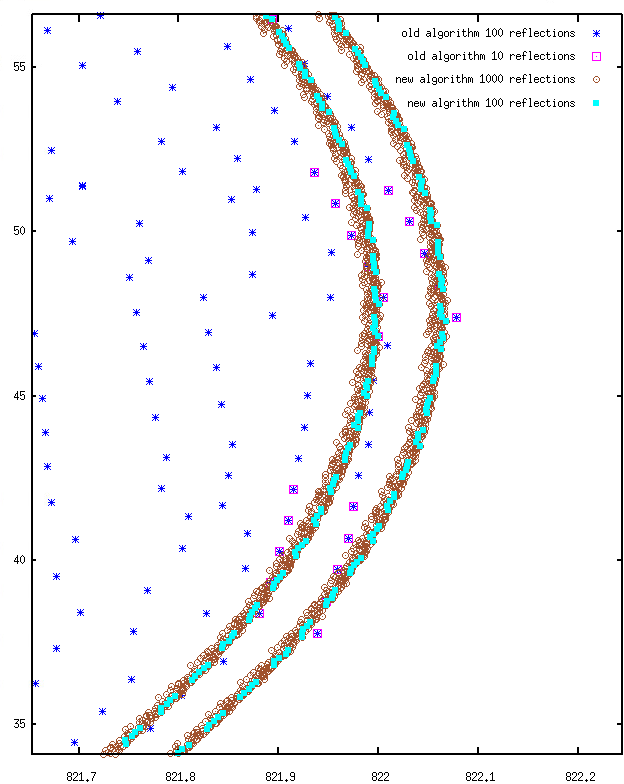 old algorithm 100 reflections
old algorithm 10 reflections
new algorithm 1000 reflections
new algrithm 100 reflections
55
50
45
40
35
821.7 821.8 821.9 822 822.1 822.2